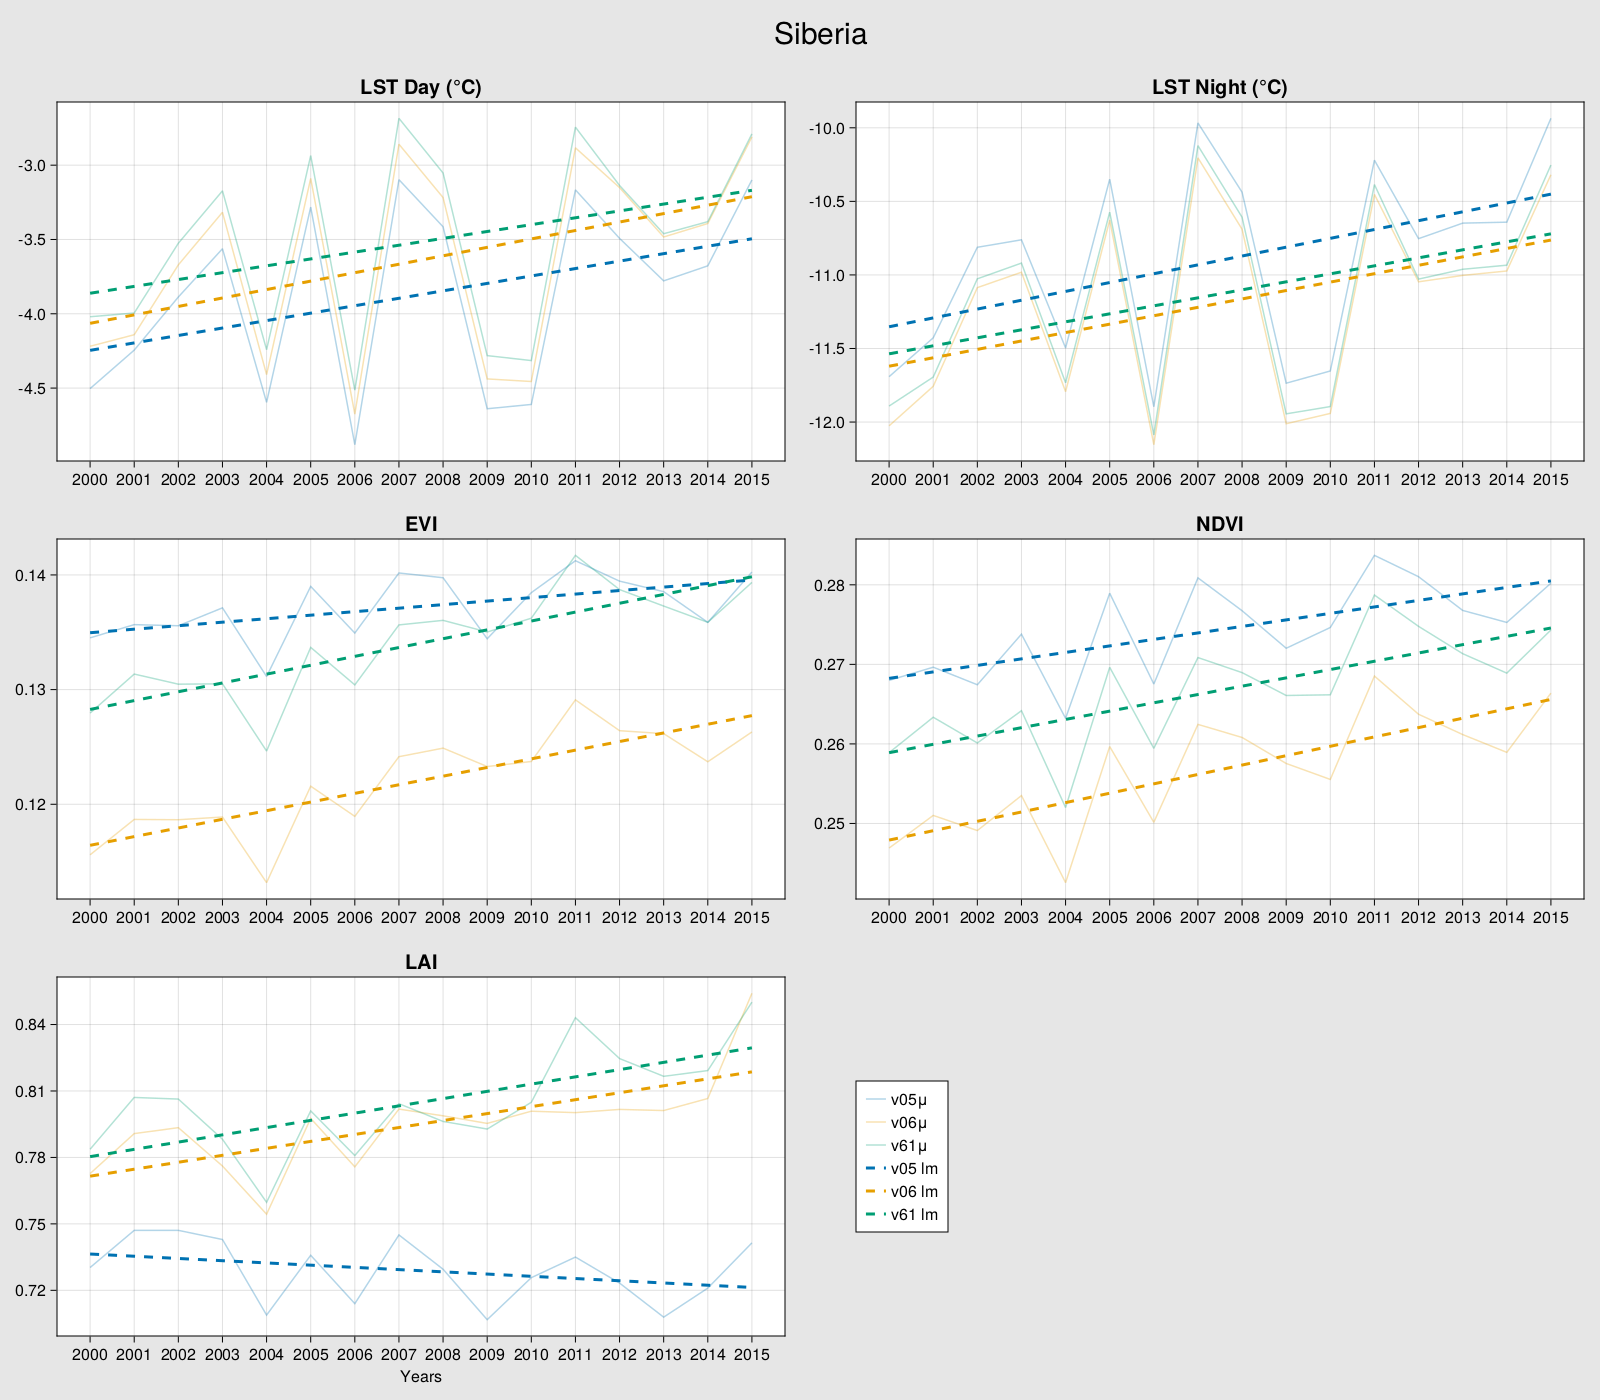 Siberia
LST Day (°C)
-3.0
-3.5
-4.0
-4.5
2000 2001 2002 2003 2004 2005 2006 2007 2008 2009 2010 2011 2012 2013 2014 2015
LST Night (°C)
-10.0
-10.5
-11.0
-11.5
-12.0
2000 2001 2002 2003 2004 2005 2006 2007 2008 2009 2010 2011 2012 2013 2014 2015
EVI
0.14
0.13
0.12
2000 2001 2002 2003 2004 2005 2006 2007 2008 2009 2010 2011 2012 2013 2014 2015
NDVI
0.28
0.27
0.26
0.25
2000 2001 2002 2003 2004 2005 2006 2007 2008 2009 2010 2011 2012 2013 2014 2015
LAI
0.84
0.81
0.78
0.75
0.72
2000 2001 2002 2003 2004 2005 2006 2007 2008 2009 2010 2011 2012 2013 2014 2015
Years
v05μ
v06μ
v61μ
v05 lm
v06 lm
v61 lm